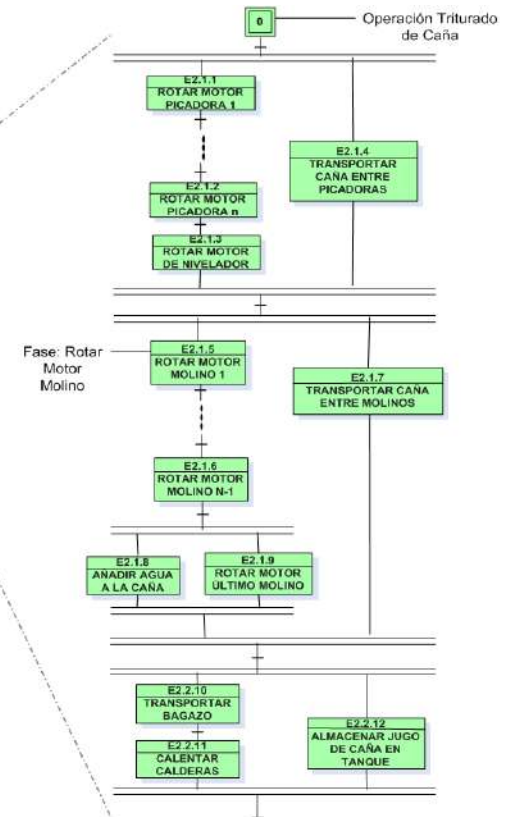 0
Operación Triturado
de Caña
E2.1.1
ROTAR MOTOR
PICADORA 1
E2.1.4
TRANSPORTAR
CAÑA ENTRE
PICADORAS
E2.1.2
ROTAR MOTOR
PICADORA n
E2.1.3
ROTAR MOTOR
DE NIVELADOR
Fase: Rotar
Motor
Molino
E2.1.5
ROTAR MOTOR
MOLINO 1
E2.1.7
TRANSPORTAR CAÑA
ENTRE MOLINOS
E2.1.6
ROTAR MOTOR
MOLINO N-1
E2.1.8
AÑADIR AGUA
A LA CAÑA
E2.1.9
ROTAR MOTOR
ÚLTIMO MOLINO
E2.2.10
TRANSPORTAR
BAGAZO
E2.2.11
CALENTAR
CALDERAS
E2.2.12
ALMACENAR JUGO
DE CAÑA EN
TANQUE